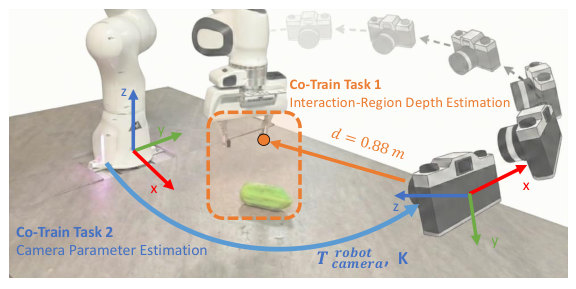 Co-Train Task 1
Interaction-Region Depth Estimation
d = 0.88 m
z
y
x
z
x
y
Co-Train Task 2
Camera Parameter Estimation
T robot camera, K